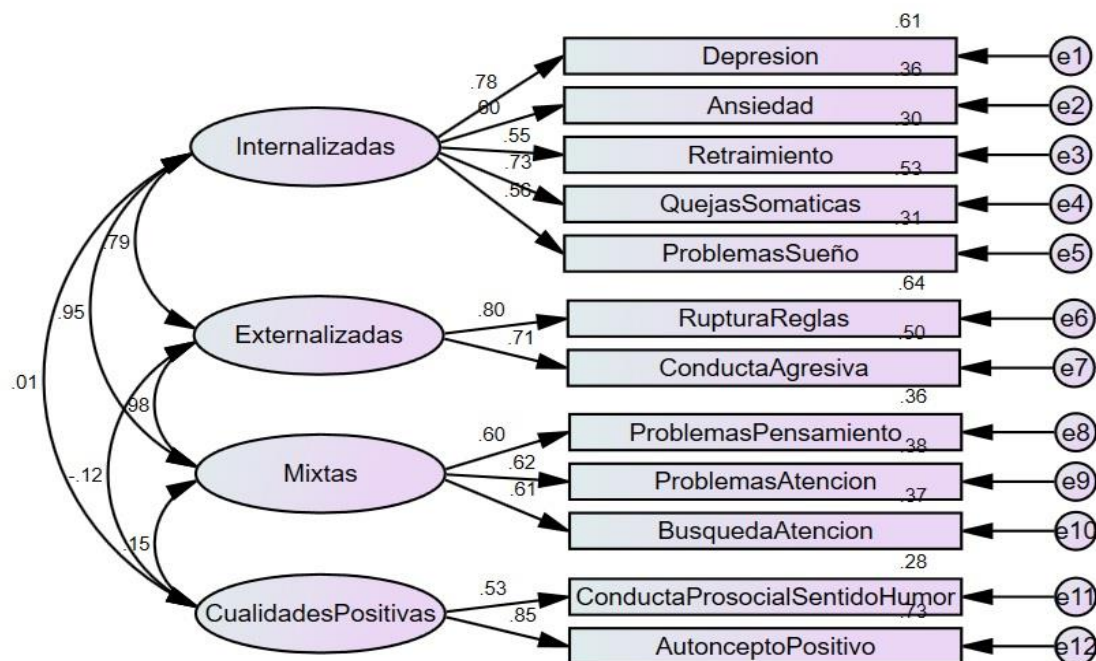 .61
Depresion
e1
.78
.36
Ansiedad
e2
.60
.30
Internalizadas
.55
Retraimiento
e3
.73
.53
QuejasSomaticas
e4
.56
.31
ProblemasSueño
e5
.79
.64
.95
.80
RupturaReglas
e6
Externalizadas
.71
.50
ConductaAgresiva
e7
.01
.98
.36
.60
ProblemasPensamiento
e8
.38
-.12
Mixtas
.62
ProblemasAtencion
e9
.61
.37
BusquedaAtencion
e10
.15
.28
CualidadesPositivas
.53
ConductaProsocialSentidoHumor
e11
.85
.73
AutonceptoPositivo
e12